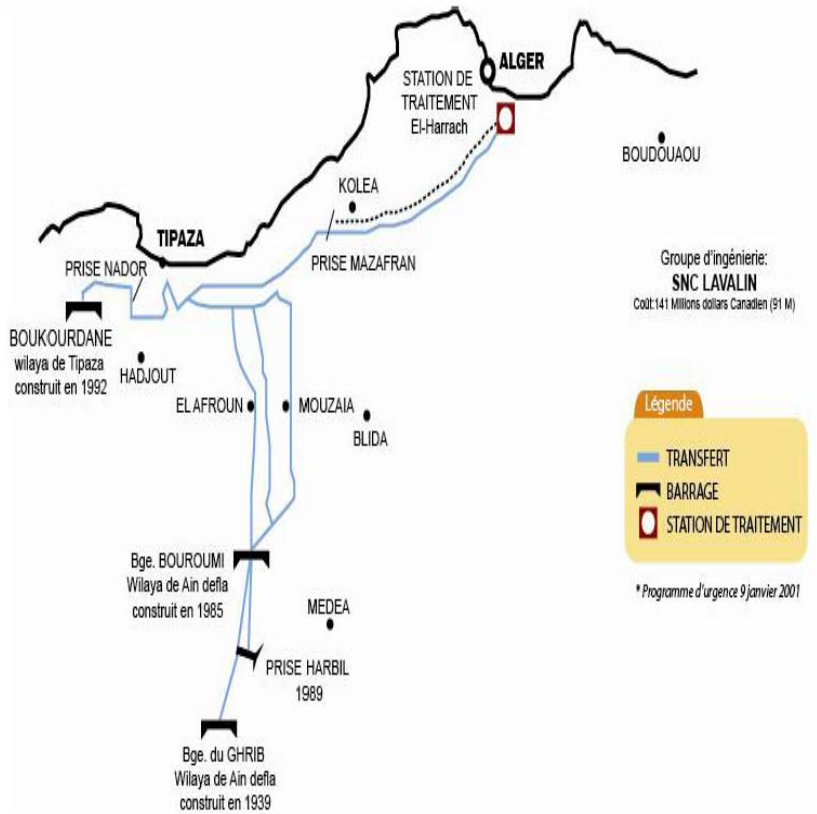 ALGER
STATION DE
TRAITEMENT
El-Harrach
BOUDOUAOU
KOLEA
TIPAZA
PRISE NADOR
PRISE MAZAFRAN
Groupe d'ingénierie:
SNC LAVALIN
Coût:141 Millions dollars Canadien (91 M)
BOUKOURDANE
wilaya de Tipaza
construit en 1992
HADJOUT
EL AFROUN
MOUZAIA
BLIDA
Légende
TRANSFERT
BARRAGE
STATION DE TRAITEMENT
* Programme d'urgence 9 janvier 2001
Bge. BOUROUMI
Wilaya de Ain defla
construit en 1985
MEDEA
PRISE HARBIL
1989
Bge. du GHRIB
Wilaya de Ain defla
construit en 1939